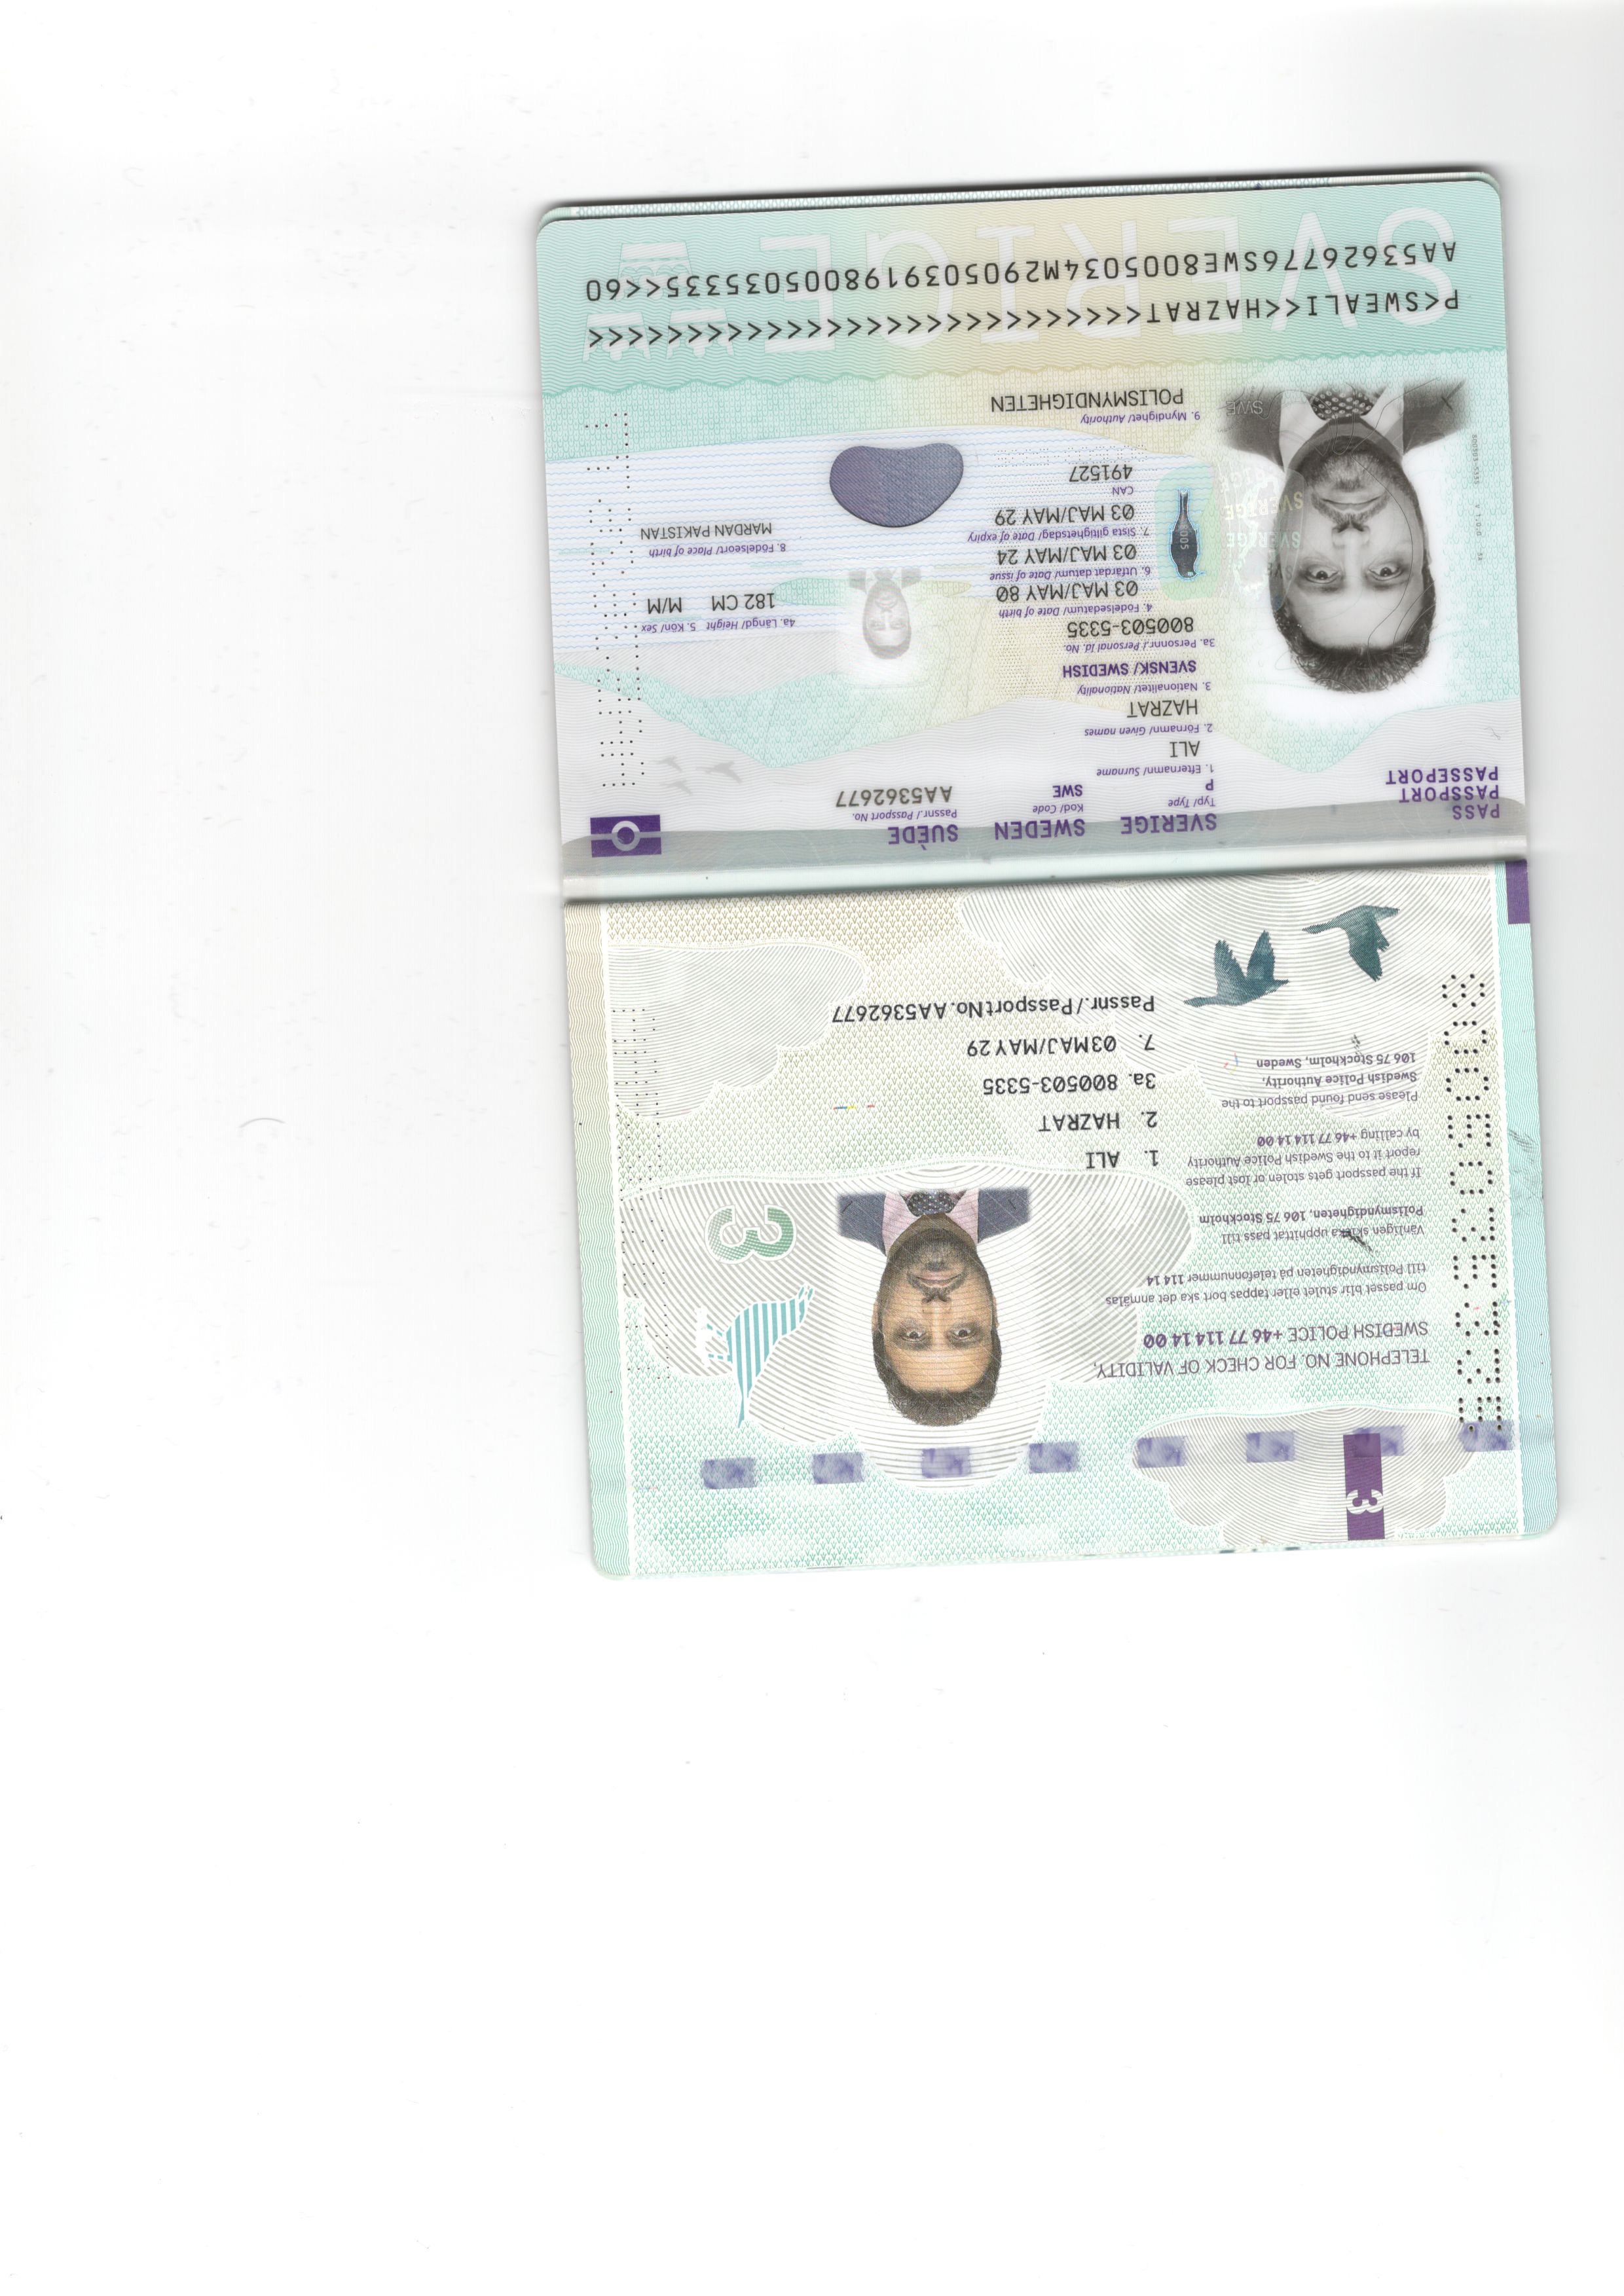 3
TELEPHONE NO. FOR CHECK OF VALIDITY,
SWEDISH POLICE +46 77 114 14 00
Om passet blir stulet eller tappas bort ska det anmälas
till Polismyndigheten på telefonnummer 114 14
Vänligen skicka upphittat pass till
Polismyndigheten, 106 75 Stockholm
If the passport gets stolen or lost please
report it to the Swedish Police Authority
by calling +46 77 114 14 00
Please send found passport to the
Swedish Police Authority,
106 75 Stockholm, Sweden
3
1. ALI
2. HAZRAT
3a. 800503-5335
7. 03MAJ/MAY29
Passnr./Passport No. AA5362677
PASS
PASSPORT
PASSEPORT
SVERIGE SWEDEN SUÈDE
Typ/ Type Kod/ Code Passnr./ Passport No.
P SWE AA5362677
1. Efternamn/ Surname
ALI
2. Förnamn/ Given names
HAZRAT
3. Nationalitet/ Nationality
SVENSK/ SWEDISH
3a. Personnr./ Personal Id. No.
800503-5335
4. Födelsedatum/ Date of birth
03 MAJ/MAY 80
4a. Längd/ Height 5. Kön/ Sex
182 CM M/M
6. Utfärdat datum/ Date of issue
03 MAJ/MAY 24
7. Sista giltighetsdag/ Date of expiry
03 MAJ/MAY 29
8. Födelseort/ Place of birth
MARDAN PAKISTAN
CAN
491527
9. Myndighet/ Authority
POLISMYNDIGHETEN
SWE
SVERIGE
P<SWEALI<<HAZRAT<<<<<<<<<<<<<<<<<<<<<<<<<<<<
AA53626776SWE8005034M2905039198005035335<<60
SVERIGE